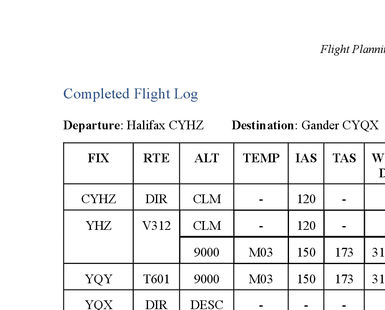 Flight Planni
Completed Flight Log
Departure: Halifax CYHZ Destination: Gander CYQX
FIX RTE ALT TEMP IAS TAS W
D
CYHZ DIR CLM - 120 -
YHZ V312 CLM - 120 -
9000 M03 150 173 31
YQY T601 9000 M03 150 173 31
YQX DIR DESC - - -